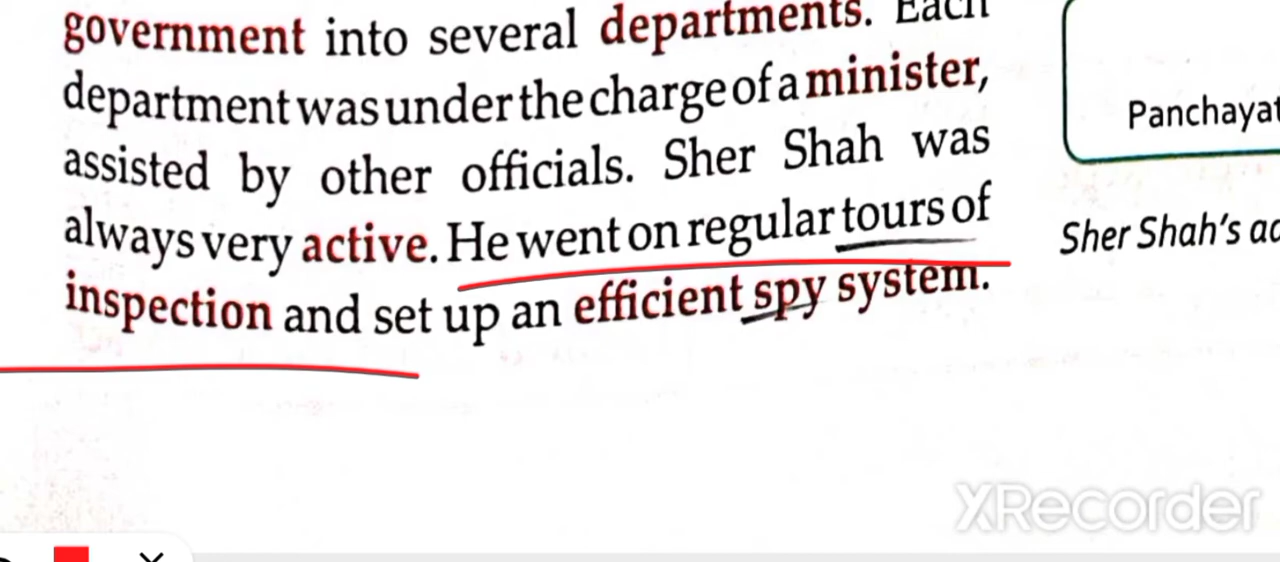 government into several departments. Each
department was under the charge of a minister,
assisted by other officials. Sher Shah was
always very active. He went on regular tours of
inspection and set up an efficient spy system.
Panchayat
Sher Shah's
XRecorder